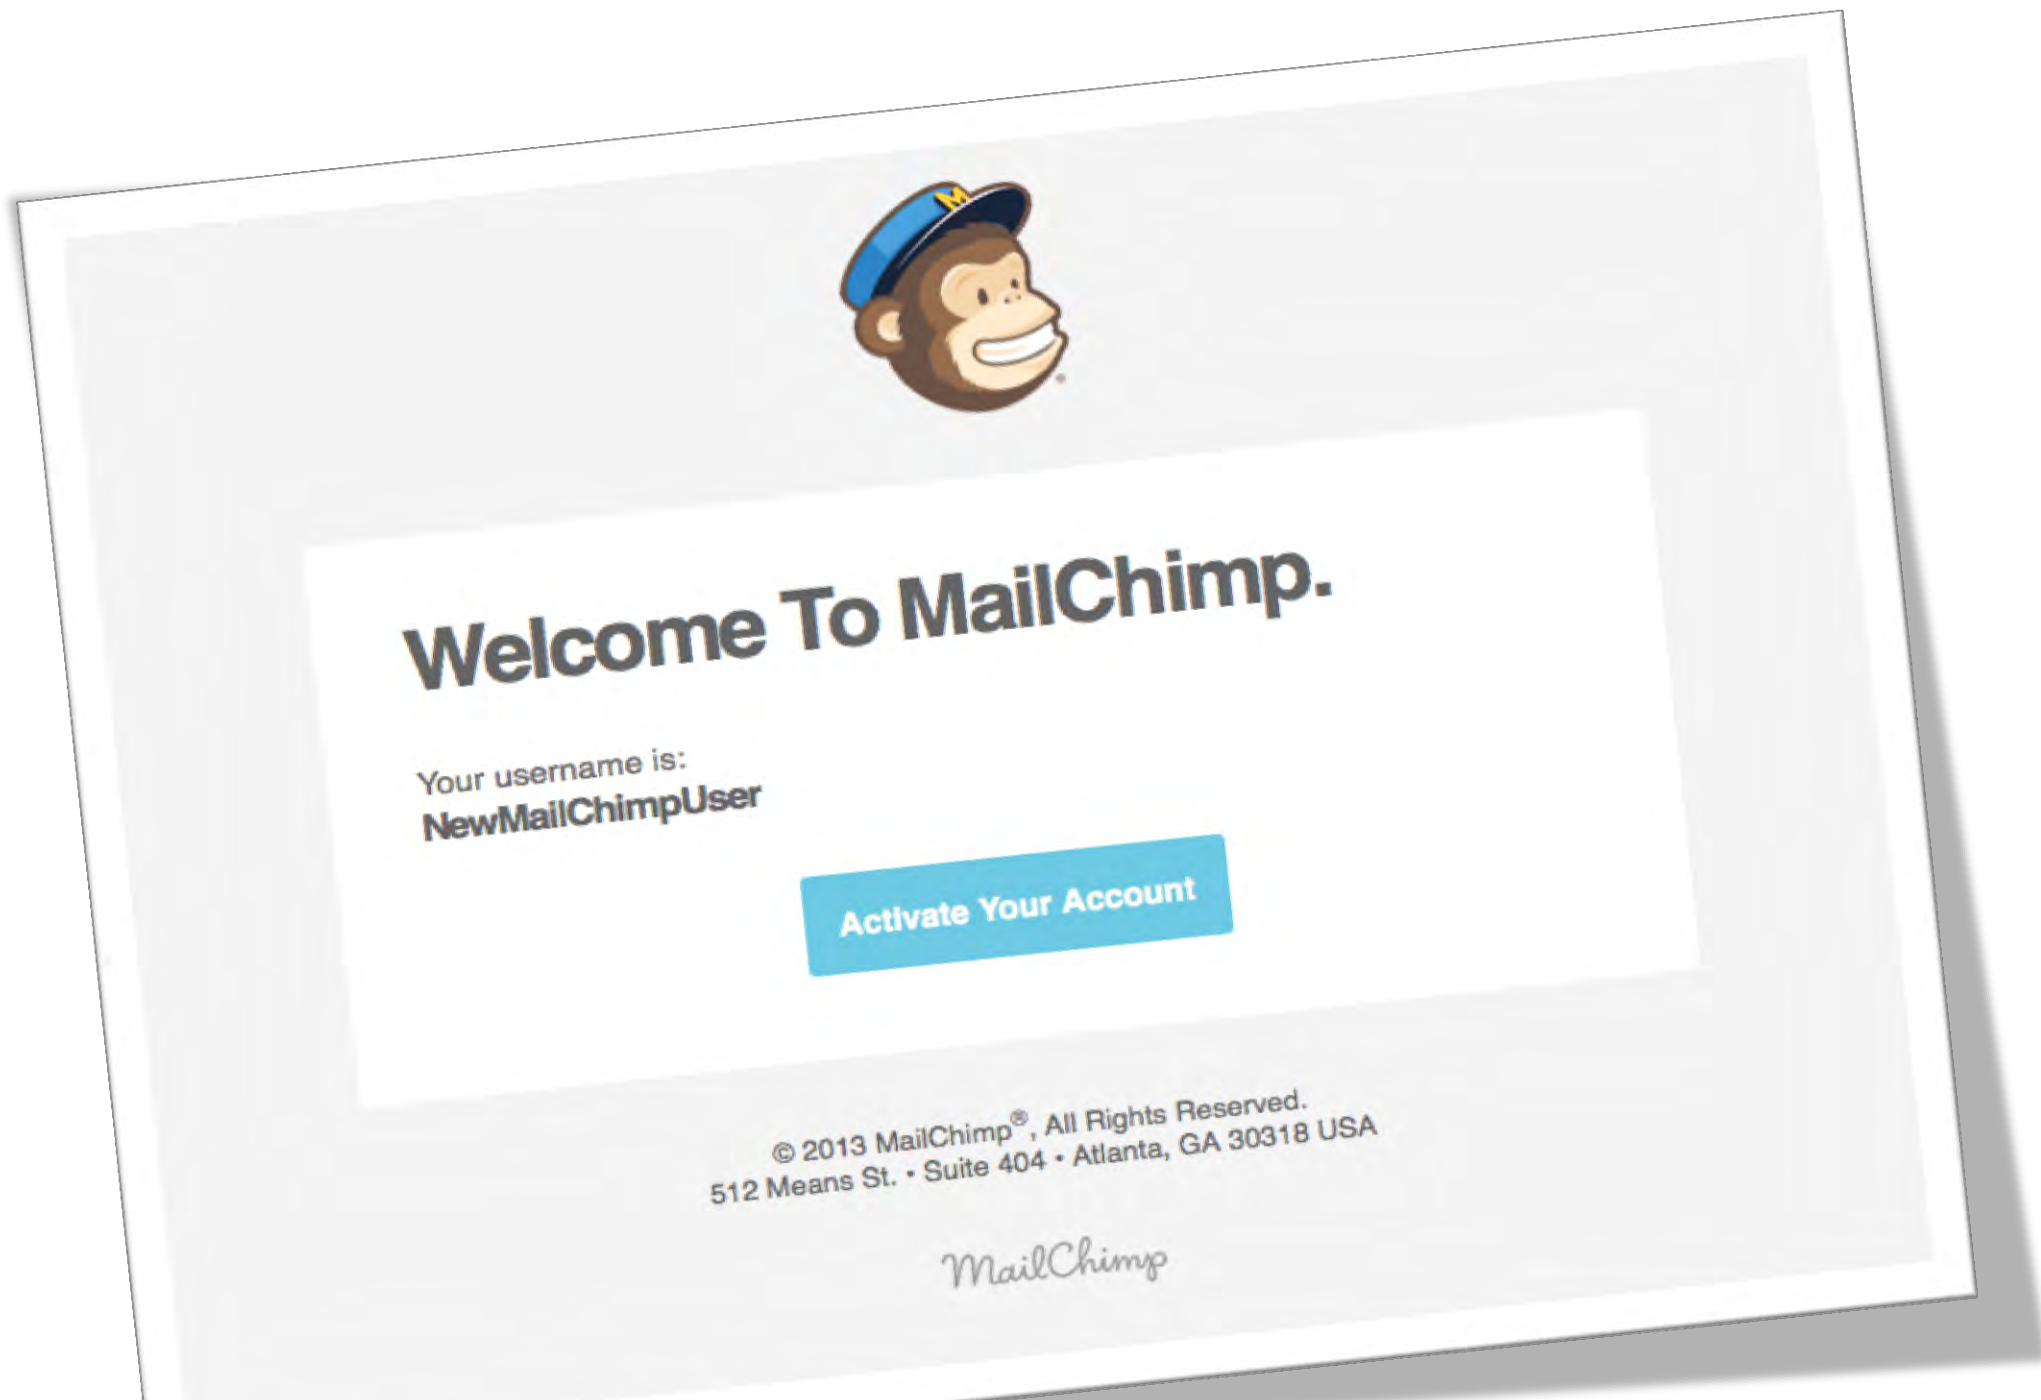 M
Welcome To MailChimp.
Your username is:
NewMailChimpUser
Activate Your Account
© 2013 MailChimp®, All Rights Reserved.
512 Means St. • Suite 404 • Atlanta, GA 30318 USA
MailChimp